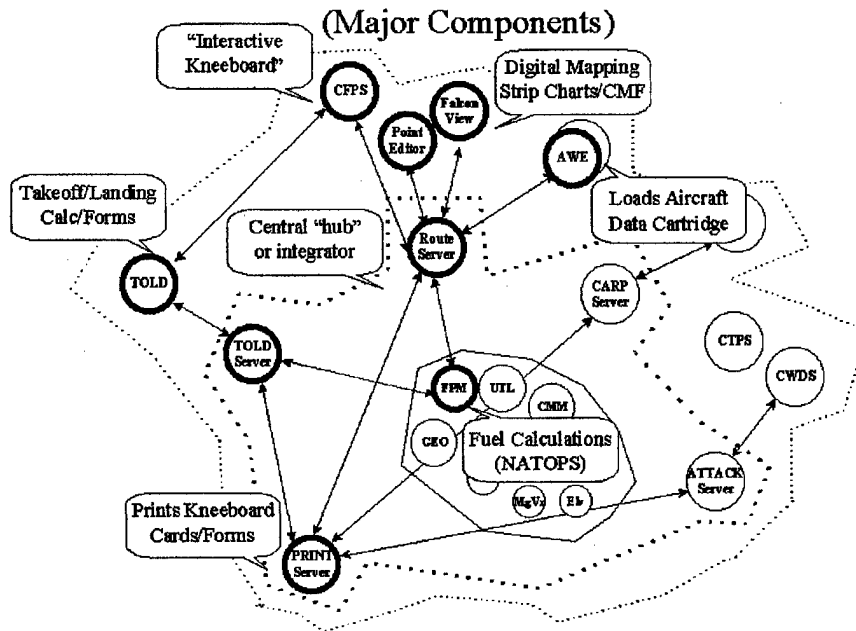 (Major Components)
“Interactive
Kneeboard”
CFPS
Falcon
View
Point
Editor
Digital Mapping
Strip Charts/CMF
AWE
Loads Aircraft
Data Cartridge
Takeoff/Landing
Calc/Forms
Central “hub”
or integrator
Route
Server
TOLD
CARP
Server
TOLD
Server
CTPS
CWDS
FPM
UTL
CMM
GEO
Fuel Calculations
(NATOPS)
ATTACK
Server
MgVr
Prints Kneeboard
Cards/Forms
PRINT
Server